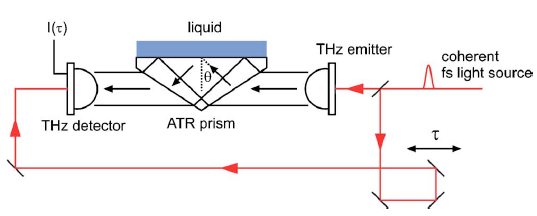 I(τ)
liquid
THz emitter
coherent
fs light source
θ
THz detector
ATR prism
τ